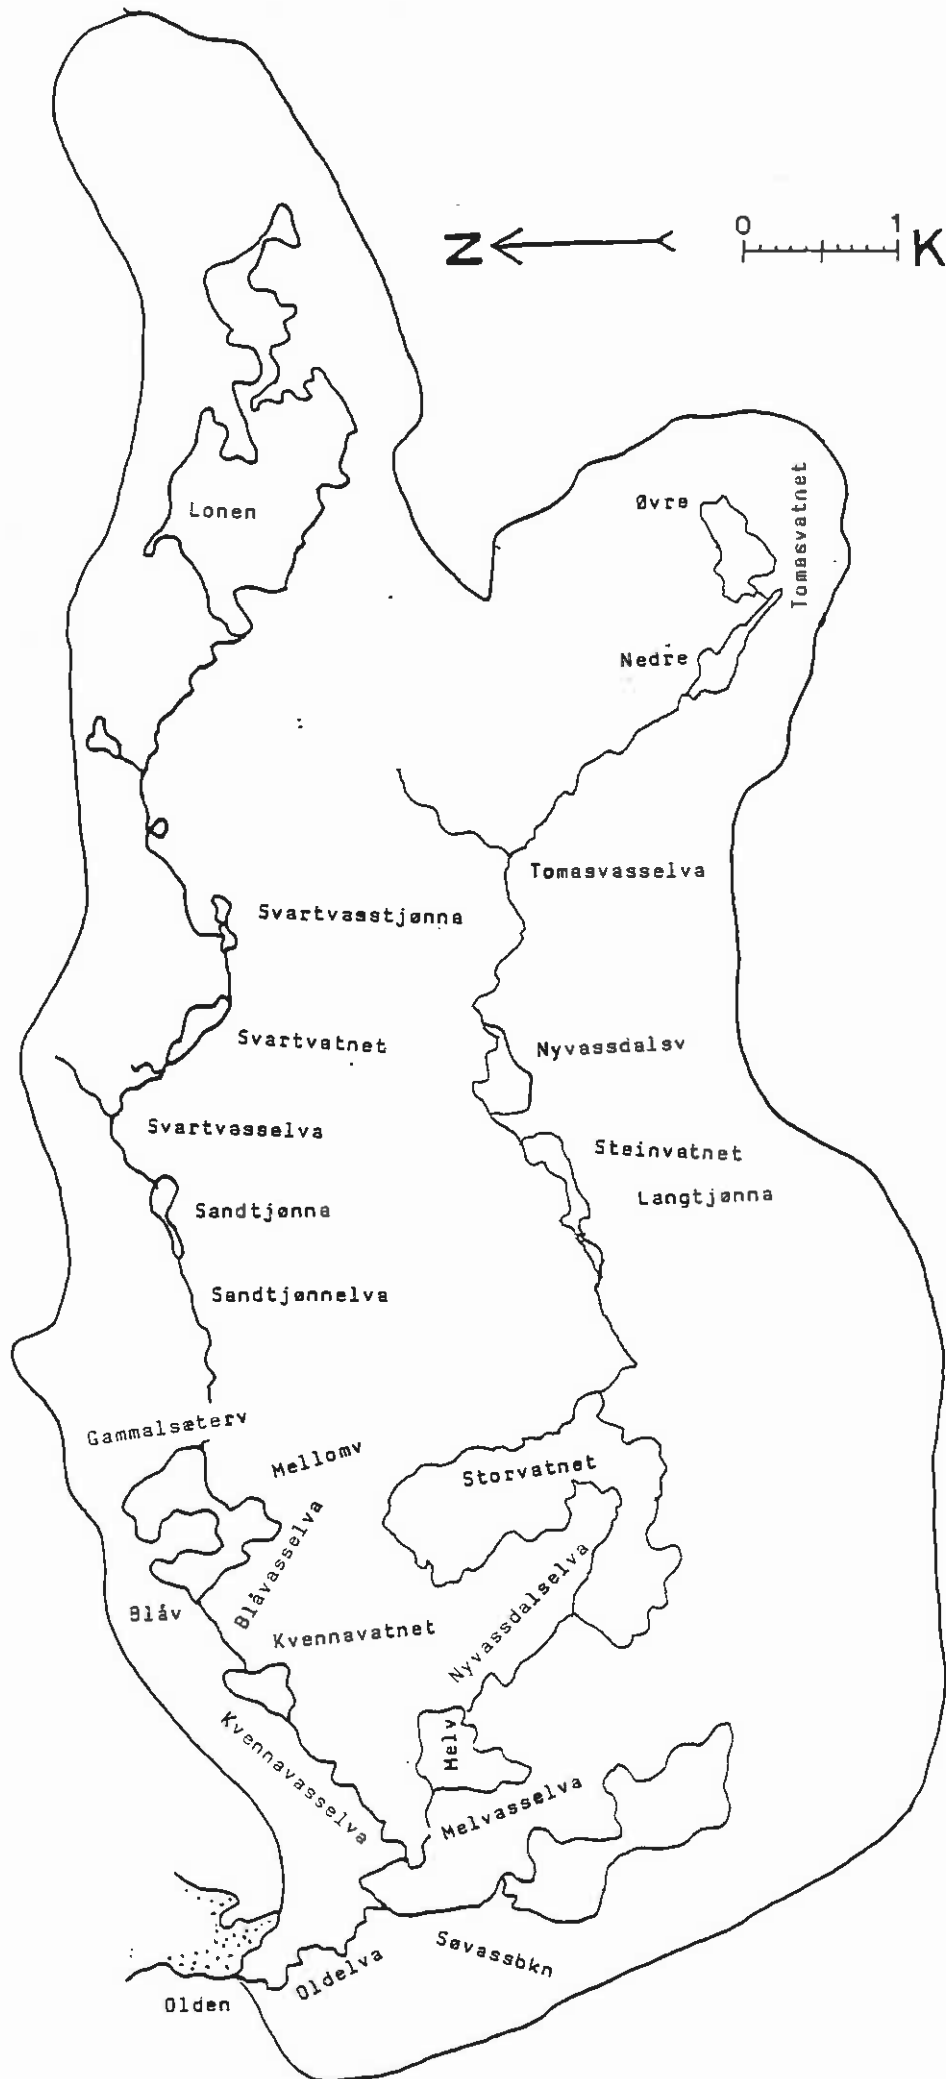 N
0 1
K
Lonen
Øvre
Tomasvatnet
Nedre
Tomasvasselva
Svartvasstjønna
Svartvatnet
Nyvassdalsv
Svartvasselva
Steinvatnet
Sandtjønna
Langtjønna
Sandtjønnelva
Gammalsæterv
Mellomv
Storvatnet
Blåvasselva
Blåv
Kvennavatnet
Nyvassdalselva
Kvennavasselva
Melv
Melvasselva
Søvassbkn
Oldelva
Olden